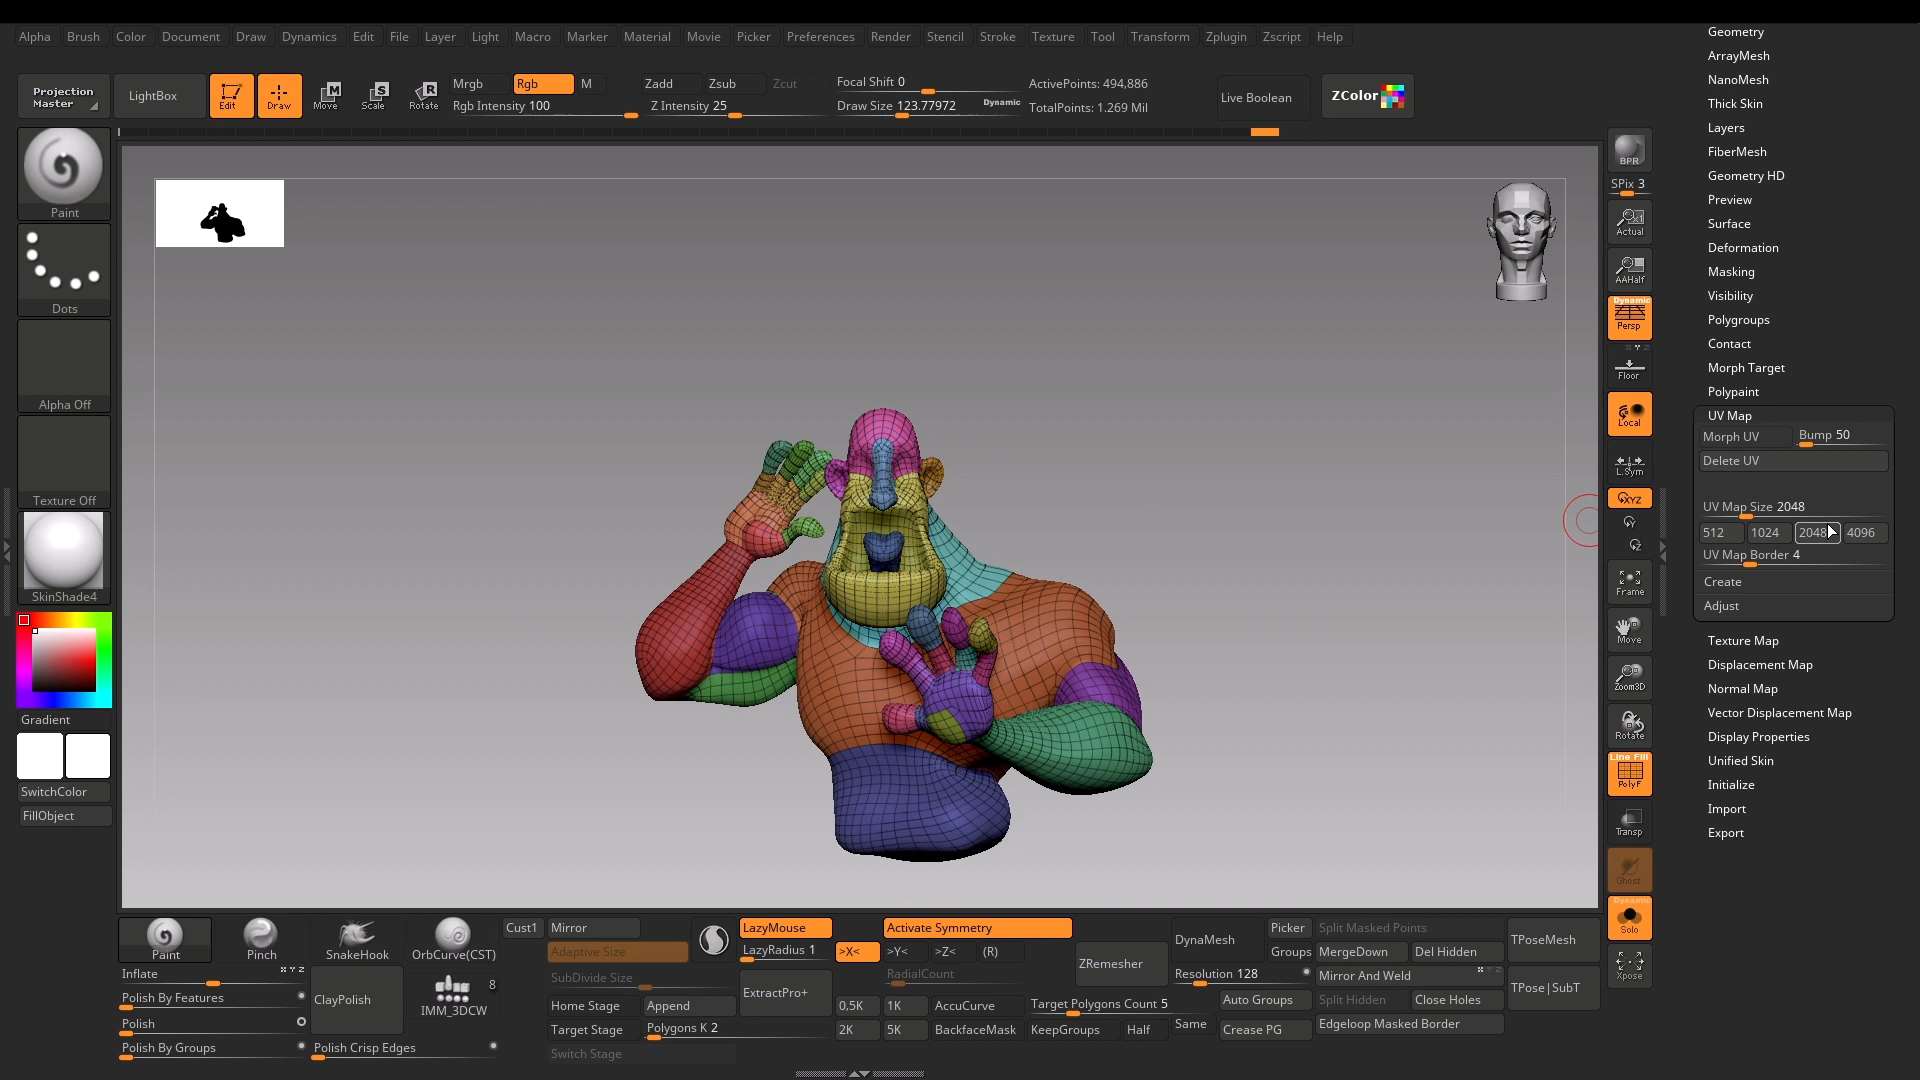 Alpha Brush Color Document Draw Dynamics Edit File Layer Light Macro Marker Material Movie Picker Preferences Render Stencil Stroke Texture Tool Transform Zplugin Zscript Help
Projection Master
LightBox
Edit
Draw
Move
Scale
Rotate
Mrgb Rgb M
Rgb Intensity 100
Zadd Zsub Zcut
Z Intensity 25
Focal Shift 0
Draw Size 123.77972
Dynamic
ActivePoints: 494,886
TotalPoints: 1.269 Mil
Live Boolean
ZColor
Paint
Dots
Alpha Off
Texture Off
SkinShade4
Gradient
SwitchColor
FillObject
BPR
SPix 3
Actual
AAHalf
Dynamic
Persp
Floor
Local
L.Sym
XYZ
Y
Z
Frame
Move
Zoom3D
Rotate
Line Fill
PolyF
Transp
Ghost
Dynamic
Solo
Xpose
Geometry
ArrayMesh
NanoMesh
Thick Skin
Layers
FiberMesh
Geometry HD
Preview
Surface
Deformation
Masking
Visibility
Polygroups
Contact
Morph Target
Polypaint
UV Map
Morph UV Bump 50
Delete UV
UV Map Size 2048
512 1024 2048 4096
UV Map Border 4
Create
Adjust
Texture Map
Displacement Map
Normal Map
Vector Displacement Map
Display Properties
Unified Skin
Initialize
Import
Export
Paint Pinch SnakeHook OrbCurve(CST)
Inflate
Polish By Features
Polish
Polish By Groups
ClayPolish
8
IMM_3DCW
Polish Crisp Edges
Cust1
Mirror
Adaptive Size
SubDivide Size
Home Stage Append
Target Stage Polygons K 2
Switch Stage
LazyMouse
LazyRadius 1
ExtractPro+
Activate Symmetry
>X< >Y< >Z< (R)
RadialCount
0,5K 1K AccuCurve
2K 5K BackfaceMask
ZRemesher
Target Polygons Count 5
KeepGroups Half Same
DynaMesh
Resolution 128
Auto Groups
Crease PG
Picker
Groups
Split Masked Points
MergeDown Del Hidden
Mirror And Weld
Split Hidden Close Holes
Edgeloop Masked Border
TPoseMesh
TPose|SubT